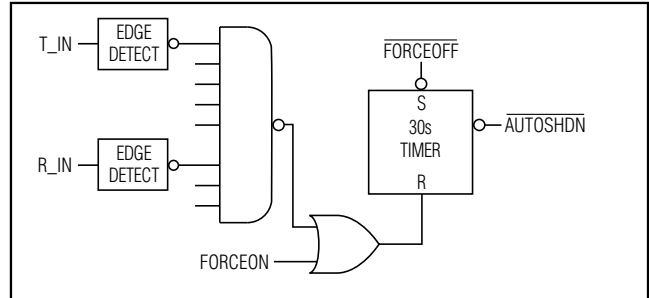 T_IN
EDGE
DETECT
R_IN
EDGE
DETECT
FORCEON
FORCEOFF
S
30s
TIMER
R
AUTOSHDN